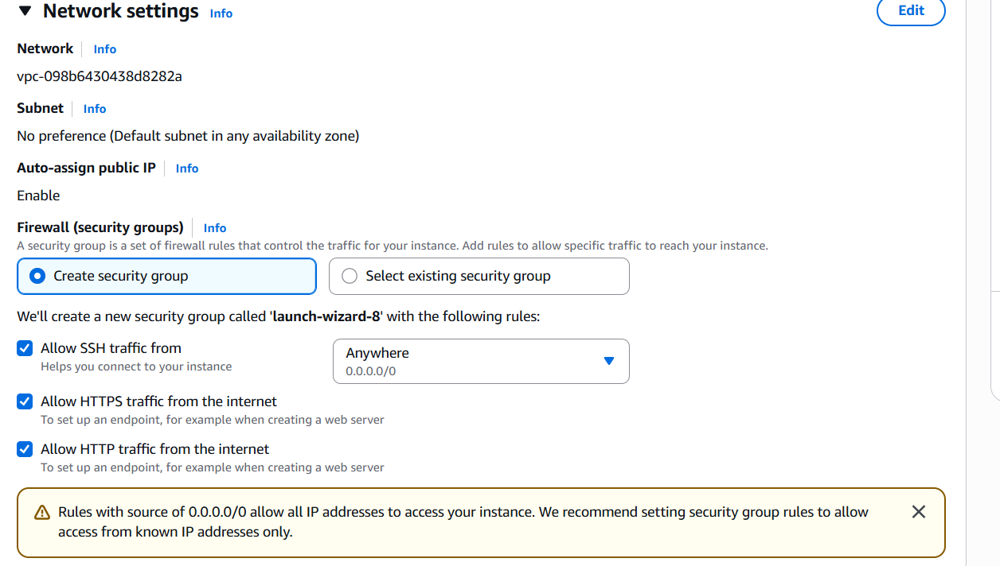 Network settings Info
Edit
Network Info
vpc-098b6430438d8282a
Subnet Info
No preference (Default subnet in any availability zone)
Auto-assign public IP Info
Enable
Firewall (security groups) Info
A security group is a set of firewall rules that control the traffic for your instance. Add rules to allow specific traffic to reach your instance.
Create security group
Select existing security group
We'll create a new security group called 'launch-wizard-8' with the following rules:
Allow SSH traffic from
Helps you connect to your instance
Anywhere
0.0.0.0/0
Allow HTTPS traffic from the internet
To set up an endpoint, for example when creating a web server
Allow HTTP traffic from the internet
To set up an endpoint, for example when creating a web server
Rules with source of 0.0.0.0/0 allow all IP addresses to access your instance. We recommend setting security group rules to allow
access from known IP addresses only.